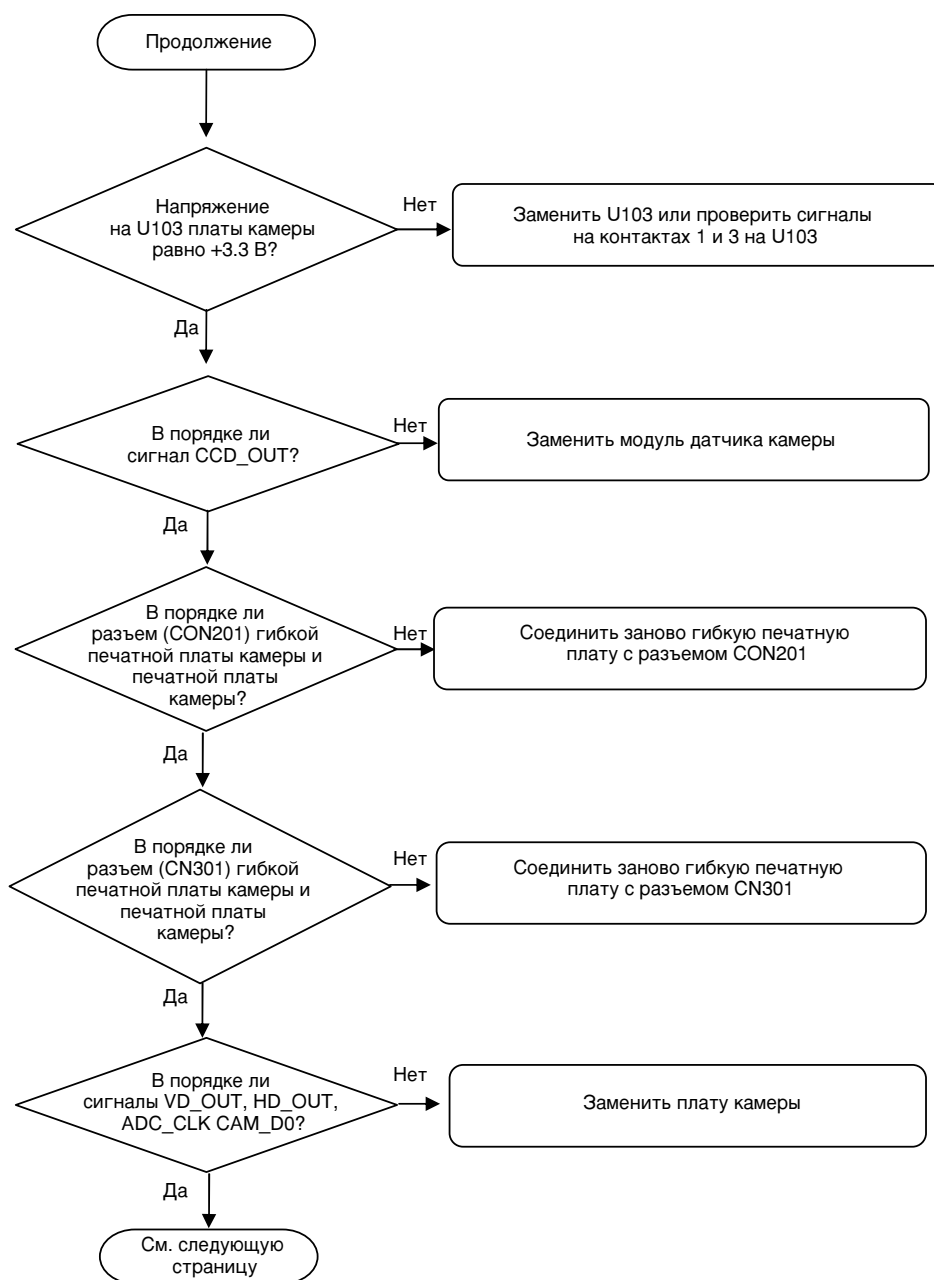 Продолжение
Напряжение
на U103 платы камеры
равно +3.3 В?
Нет
Заменить U103 или проверить сигналы
на контактах 1 и 3 на U103
Да
В порядке ли
сигнал CCD_OUT?
Нет
Заменить модуль датчика камеры
Да
В порядке ли
разъем (CON201) гибкой
печатной платы камеры и
печатной платы
камеры?
Нет
Соединить заново гибкую печатную
плату с разъемом CON201
Да
В порядке ли
разъем (CN301) гибкой
печатной платы камеры и
печатной платы
камеры?
Нет
Соединить заново гибкую печатную
плату с разъемом CN301
Да
В порядке ли
сигналы VD_OUT, HD_OUT,
ADC_CLK CAM_D0?
Нет
Заменить плату камеры
Да
См. следующую
страницу